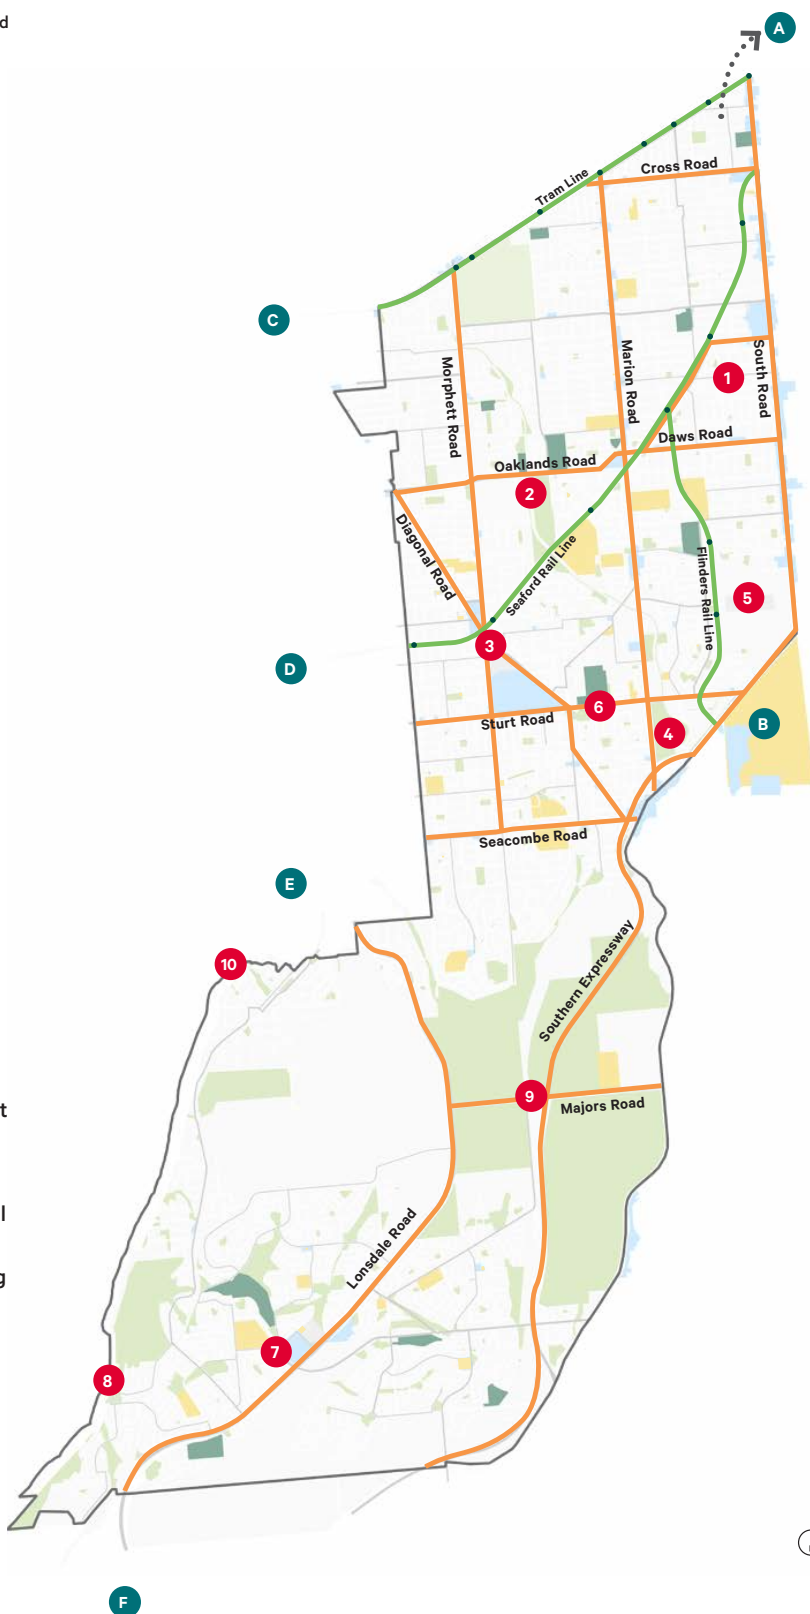 d
A
Cross Road
Tram Line
C
Morphett Road
Marion Road
South Road
1
Daws Road
Oaklands Road
2
Diagonal Road
Seaford Rail Line
Flinders Rail Line
5
3
D
6
Sturt Road
4
B
Seacombe Road
E
Southern Expressway
10
9
Majors Road
t
l
Lonsdale Road
g
7
8
F